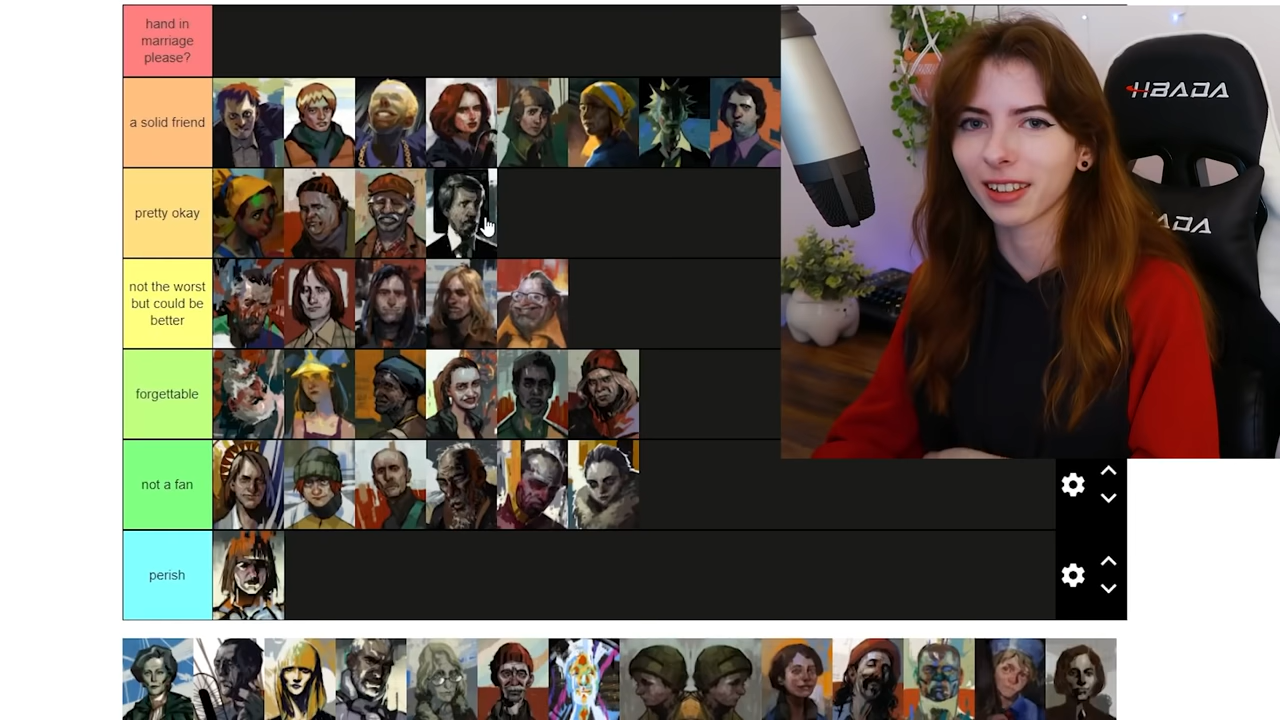 hand in
marriage
please?
a solid friend
pretty okay
not the worst
but could be
better
forgettable
not a fan
perish
HBADA
ADA